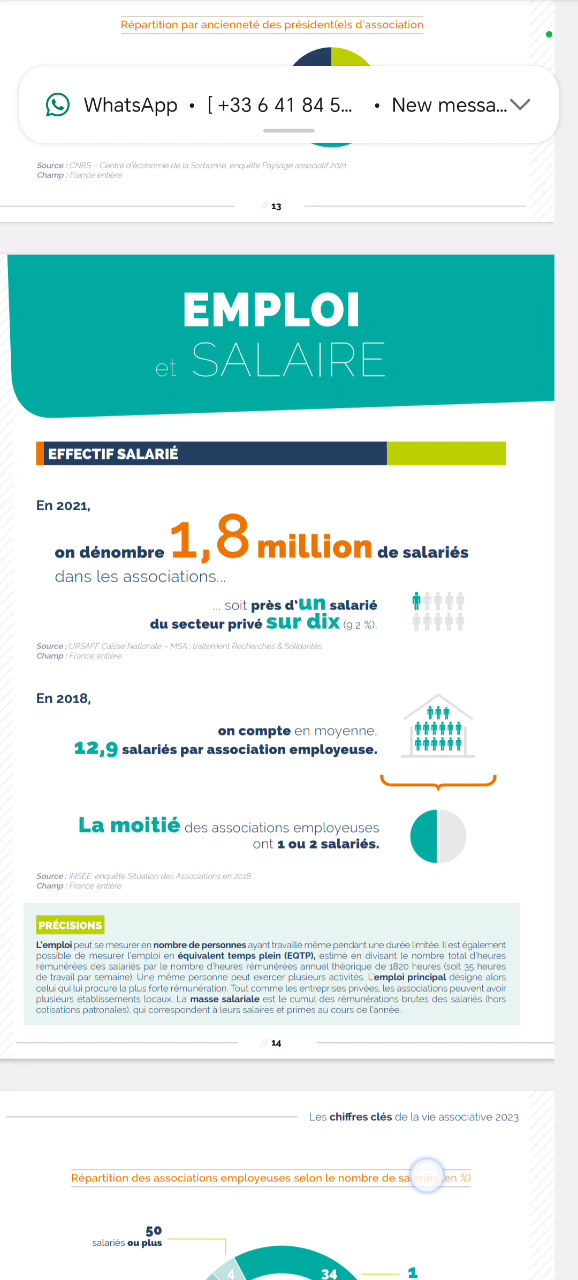 Répartition par ancienneté des président(e)s d'association
WhatsApp • [ +33 6 41 84 5... • New messa...
Source : CNRS – Centre d'économie de la Sorbonne, enquête Paysage associatif 2021.
Champ : France entière.
// 13
EMPLOI
et SALAIRE
EFFECTIF SALARIÉ
En 2021,
on dénombre 1,8 million de salariés
dans les associations...
... soit près d'un salarié
du secteur privé sur dix (9,2 %).
Source : URSAFF Caisse Nationale – MSA ; traitement Recherches & Solidarités.
Champ : France entière.
En 2018,
on compte en moyenne,
12,9 salariés par association employeuse.
La moitié des associations employeuses
ont 1 ou 2 salariés.
Source : INSEE, enquête Situation des Associations en 2018.
Champ : France entière.
PRÉCISIONS
L'emploi peut se mesurer en nombre de personnes ayant travaillé même pendant une durée limitée. Il est également
possible de mesurer l'emploi en équivalent temps plein (EQTP), estimé en divisant le nombre total d'heures
rémunérées des salariés par le nombre d'heures rémunérées annuel théorique de 1820 heures (soit 35 heures
de travail par semaine). Une même personne peut exercer plusieurs activités. L'emploi principal désigne alors
celui qui lui procure la plus forte rémunération. Tout comme les entreprises privées, les associations peuvent avoir
plusieurs établissements locaux. La masse salariale est le cumul des rémunérations brutes des salariés (hors
cotisations patronales), qui correspondent à leurs salaires et primes au cours de l'année.
// 14
Les chiffres clés de la vie associative 2023
Répartition des associations employeuses selon le nombre de salariés (en %)
50
salariés ou plus
4
34
1